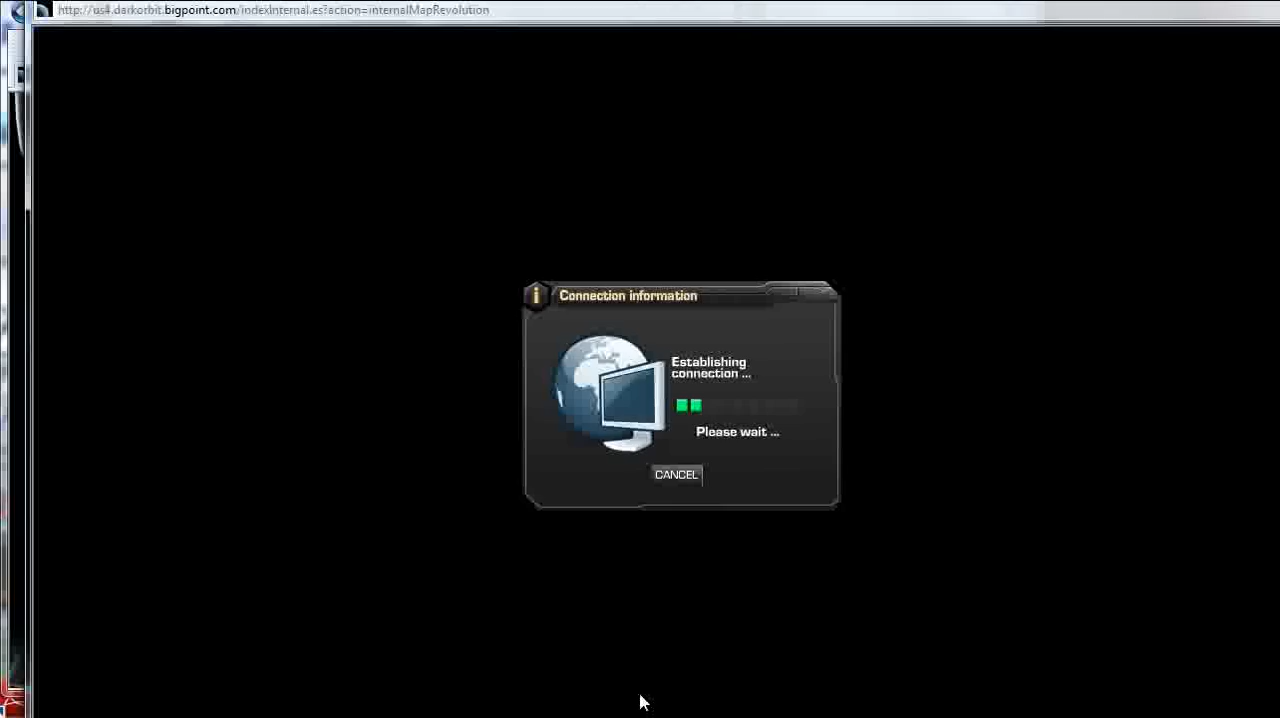 http://us4.darkorbit.bigpoint.com/indexInternal.es?action=internalMapRevolution
i
Connection information
Establishing
connection ...
Please wait ...
CANCEL